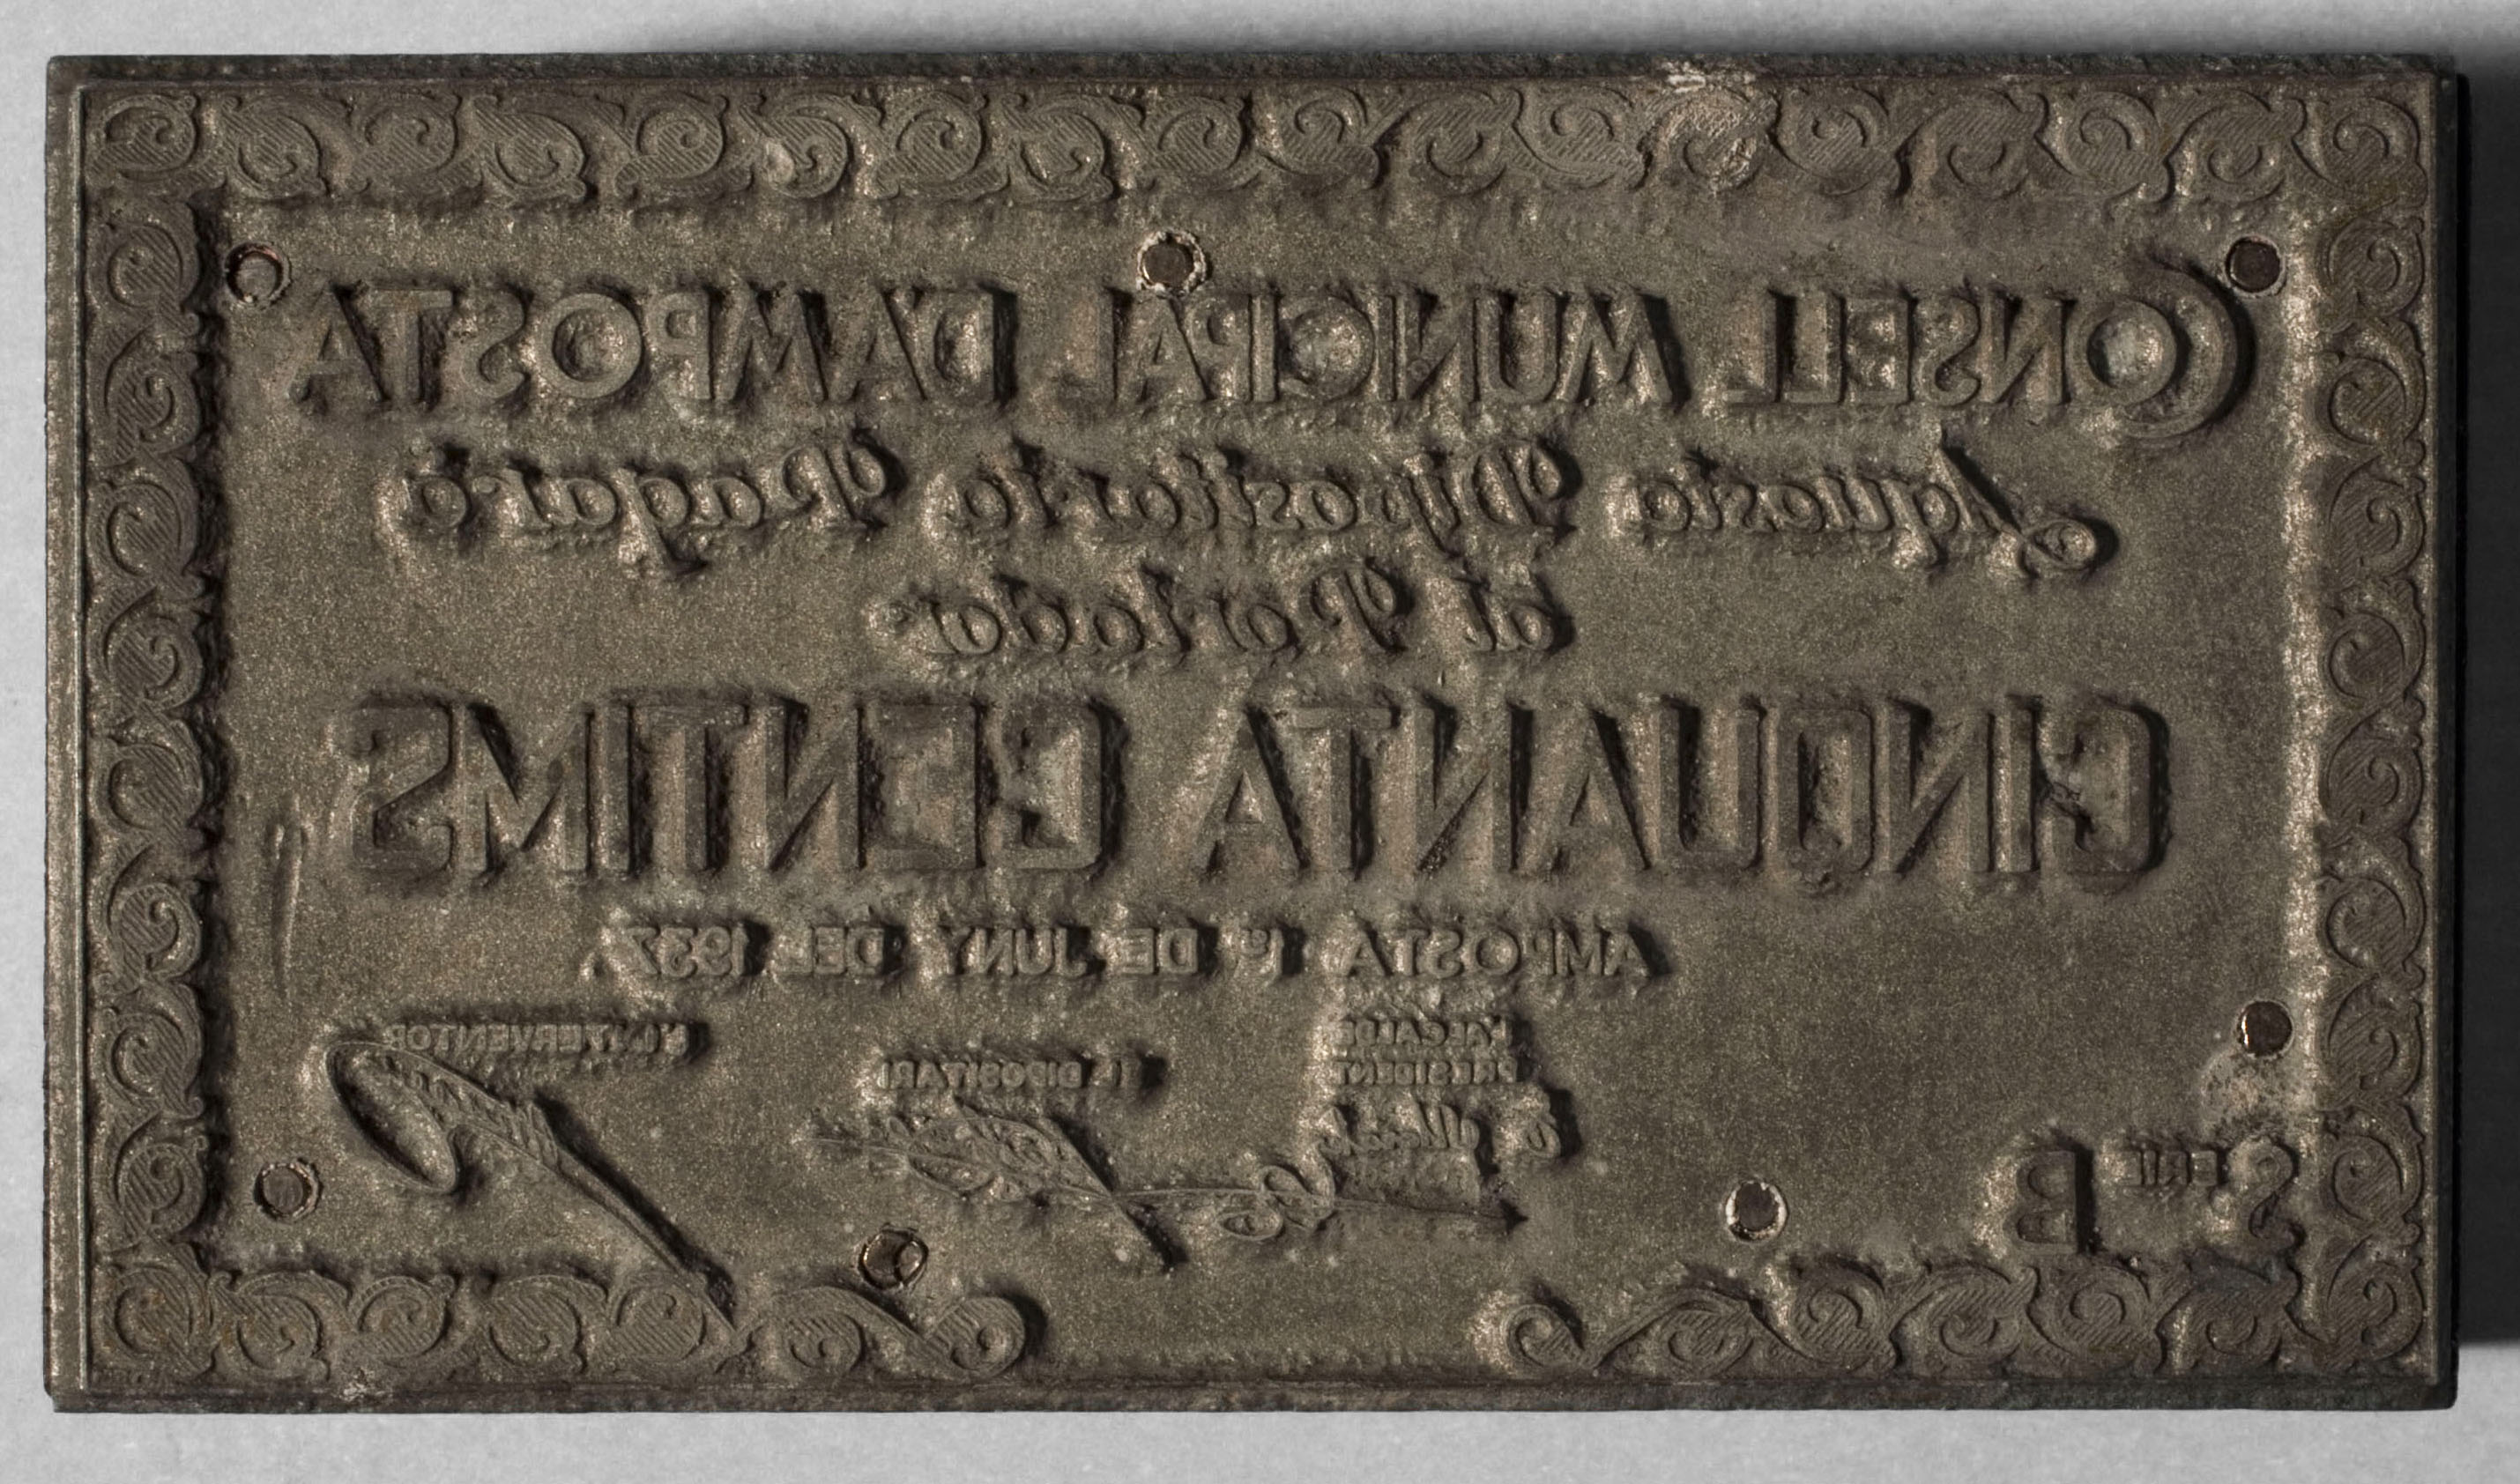 CONSELL MUNICIPAL D'AMPOSTA
Aquesta Dipositaria Pagarà
al Portador
CINQUANTA CENTIMS
AMPOSTA DE JUNY DEL 1937
L'ALCALDE
PRESIDENT
EL DIPOSITARI
L'INTERVENTOR
SERIE B